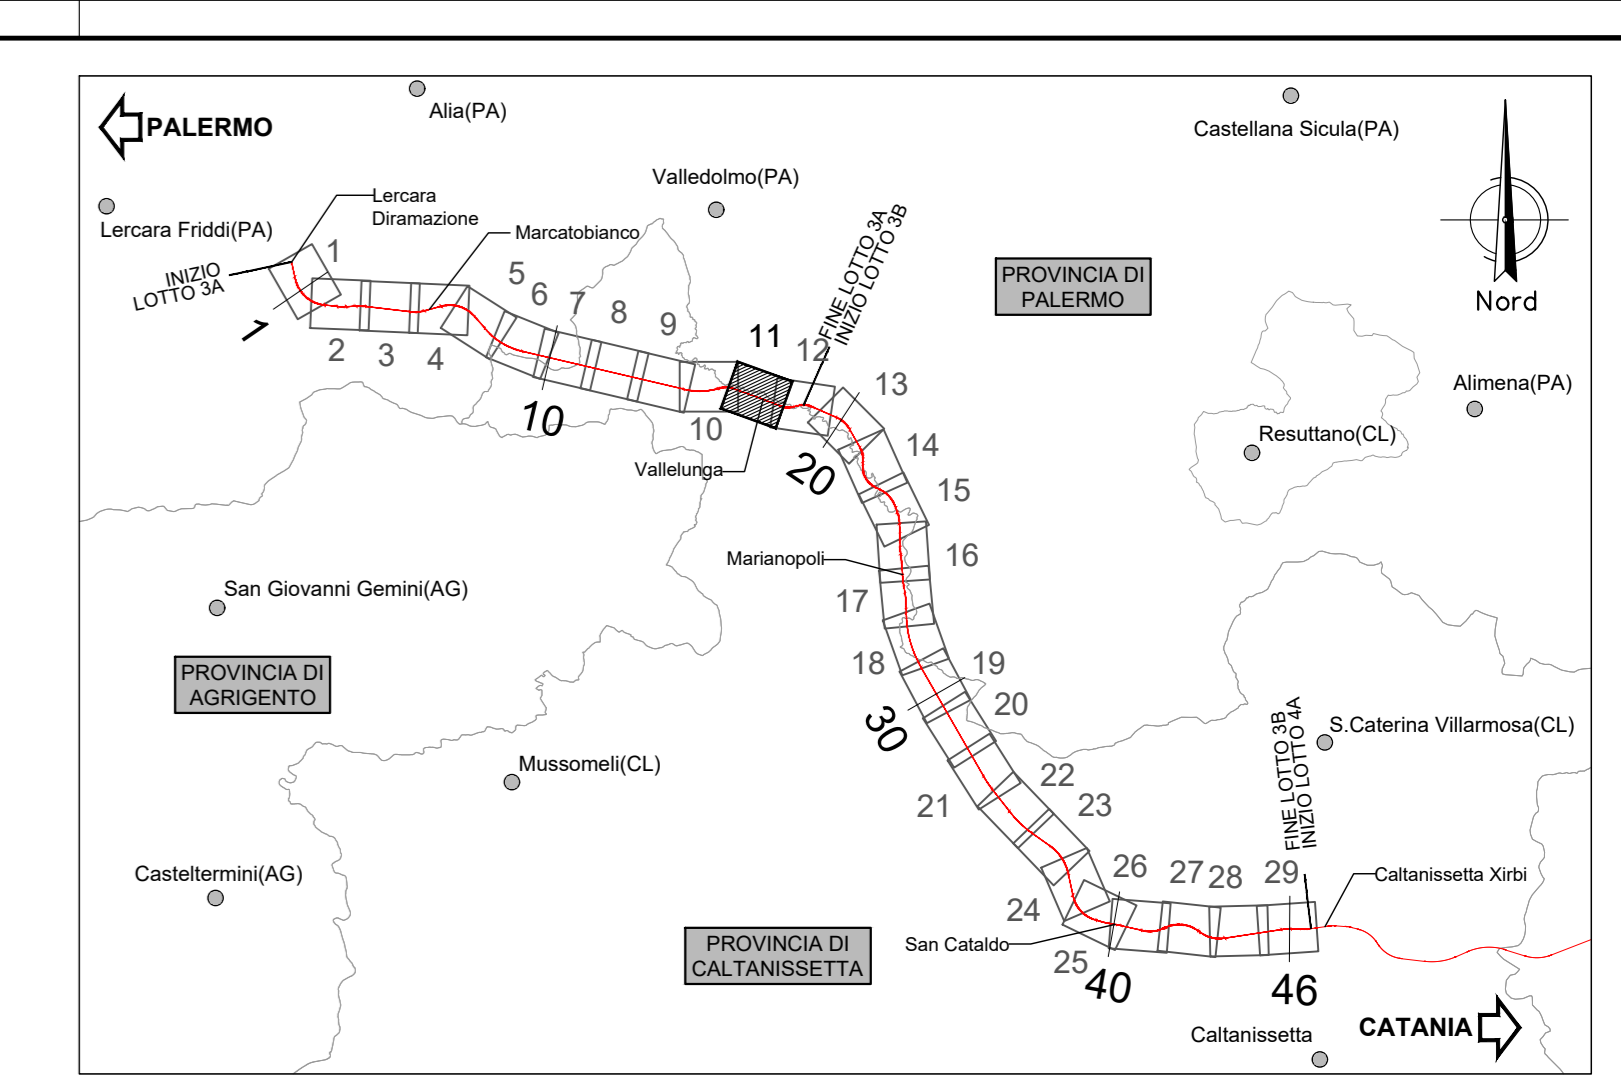 Alia(PA)
PALERMO
Castellana Sicula(PA)
Valledolmo(PA)
Lercara
Diramazione
Lercara Friddi(PA)
Marcatobianco
INIZIO
LOTTO 3A
FINE LOTTO 3A
INIZIO LOTTO 3B
PROVINCIA DI
PALERMO
Nord
1
1
2
3
4
5
6
7
8
9
10
10
11
12
13
14
15
16
17
18
19
20
20
21
22
23
24
25
26
27
28
29
30
40
46
Vallelunga
Alimena(PA)
Resuttano(CL)
Marianopoli
San Giovanni Gemini(AG)
PROVINCIA DI
AGRIGENTO
Mussomeli(CL)
S.Caterina Villarmosa(CL)
FINE LOTTO 3B
INIZIO LOTTO 4A
Casteltermini(AG)
Caltanissetta Xirbi
San Cataldo
PROVINCIA DI
CALTANISSETTA
CATANIA
Caltanissetta